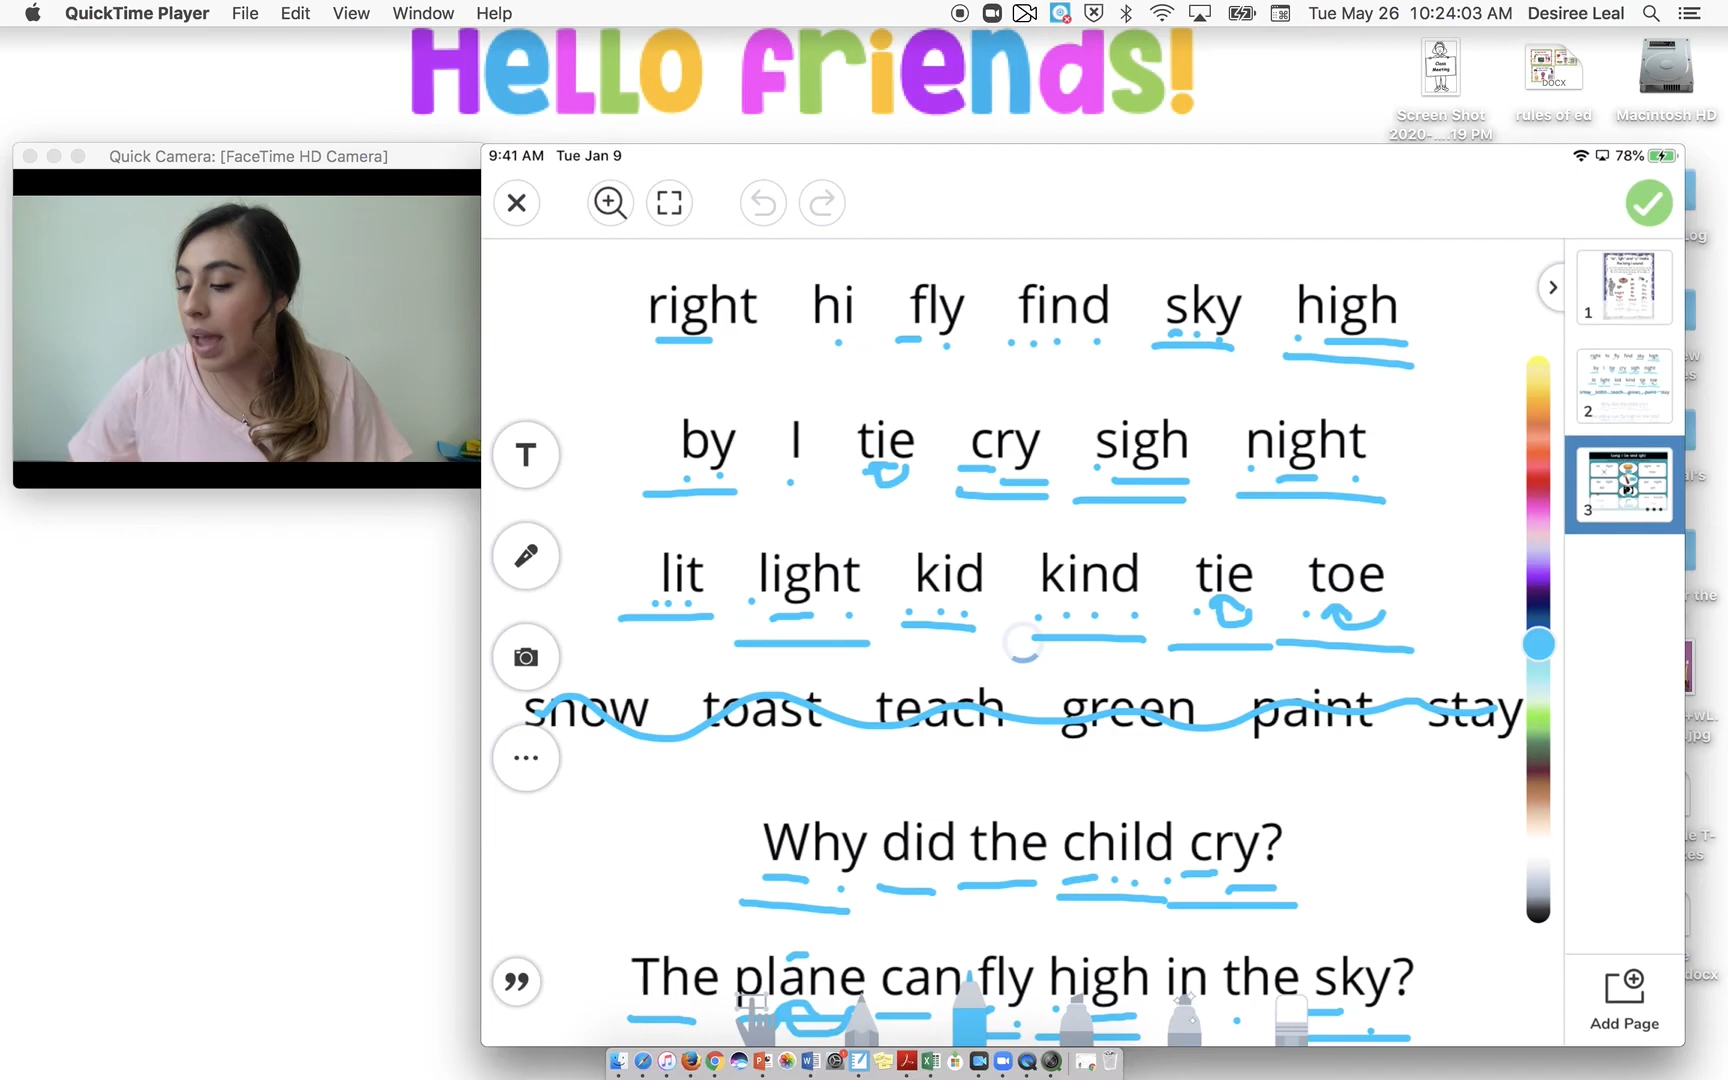 QuickTime Player File Edit View Window Help Tue May 26 10:24:03 AM Desiree Leal
HeLLo friends!
Class Meeting
DOCX
Screen Shot 2020-....19 PM
rules of ed
Macintosh HD
Quick Camera: [FaceTime HD Camera]
9:41 AM Tue Jan 9
78%
right hi fly find sky high
by I tie cry sigh night
lit light kid kind tie toe
snow toast teach green paint stay
Why did the child cry?
The plane can fly high in the sky?
T
1
2
3
Add Page